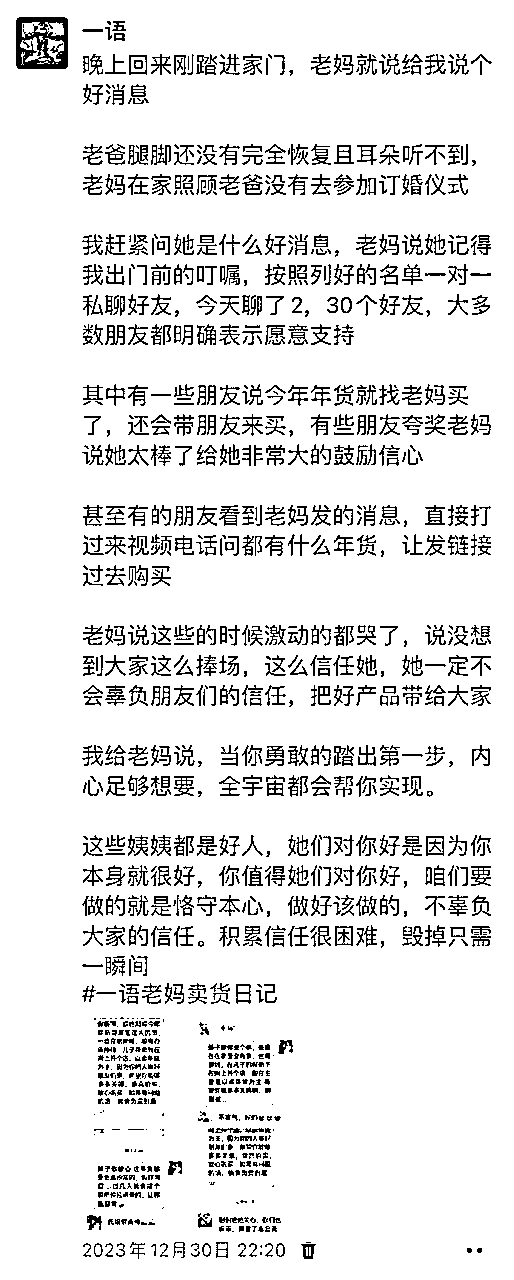 一语
晚上回来刚踏进家门，老妈就说给我说个
好消息
老爸腿脚还没有完全恢复且耳朵听不到，
老妈在家照顾老爸没有去参加订婚仪式
我赶紧问她是什么好消息，老妈说她记得
我出门前的叮嘱，按照列好的名单一对一
私聊好友，今天聊了2，30个好友，大多
数朋友都明确表示愿意支持
其中有一些朋友说今年年货就找老妈买
了，还会带朋友来买，有些朋友夸奖老妈
说她太棒了给她非常大的鼓励信心
甚至有的朋友看到老妈发的消息，直接打
过来视频电话问都有什么年货，让发链接
过去购买
老妈说这些的时候激动的都哭了，说没想
到大家这么捧场，这么信任她，她一定不
会辜负朋友们的信任，把好产品带给大家
我给老妈说，当你勇敢的踏出第一步，内
心足够想要，全宇宙都会帮你实现。
这些姨姨都是好人，她们对你好是因为你
本身就很好，你值得她们对你好，咱们要
做的就是恪守本心，做好该做的，不辜负
大家的信任。积累信任很困难，毁掉只需
一瞬间
#一语老妈卖货日记
2023年12月30日 22:20